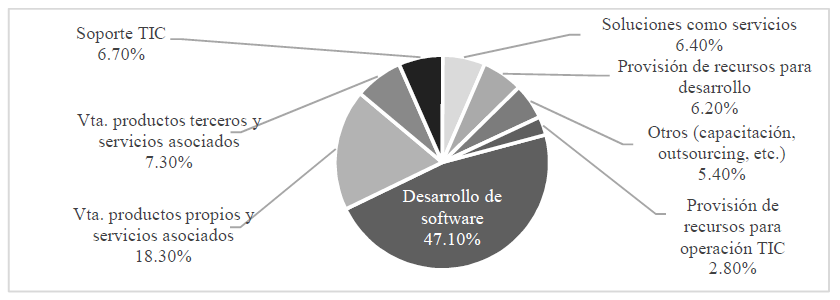 Soporte TIC
6.70%
Vta. productos terceros y
servicios asociados
7.30%
Vta. productos propios y
servicios asociados
18.30%
Desarrollo de
software
47.10%
Soluciones como servicios
6.40%
Provisión de recursos para
desarrollo
6.20%
Otros (capacitación,
outsourcing, etc.)
5.40%
Provisión de
recursos para
operación TIC
2.80%